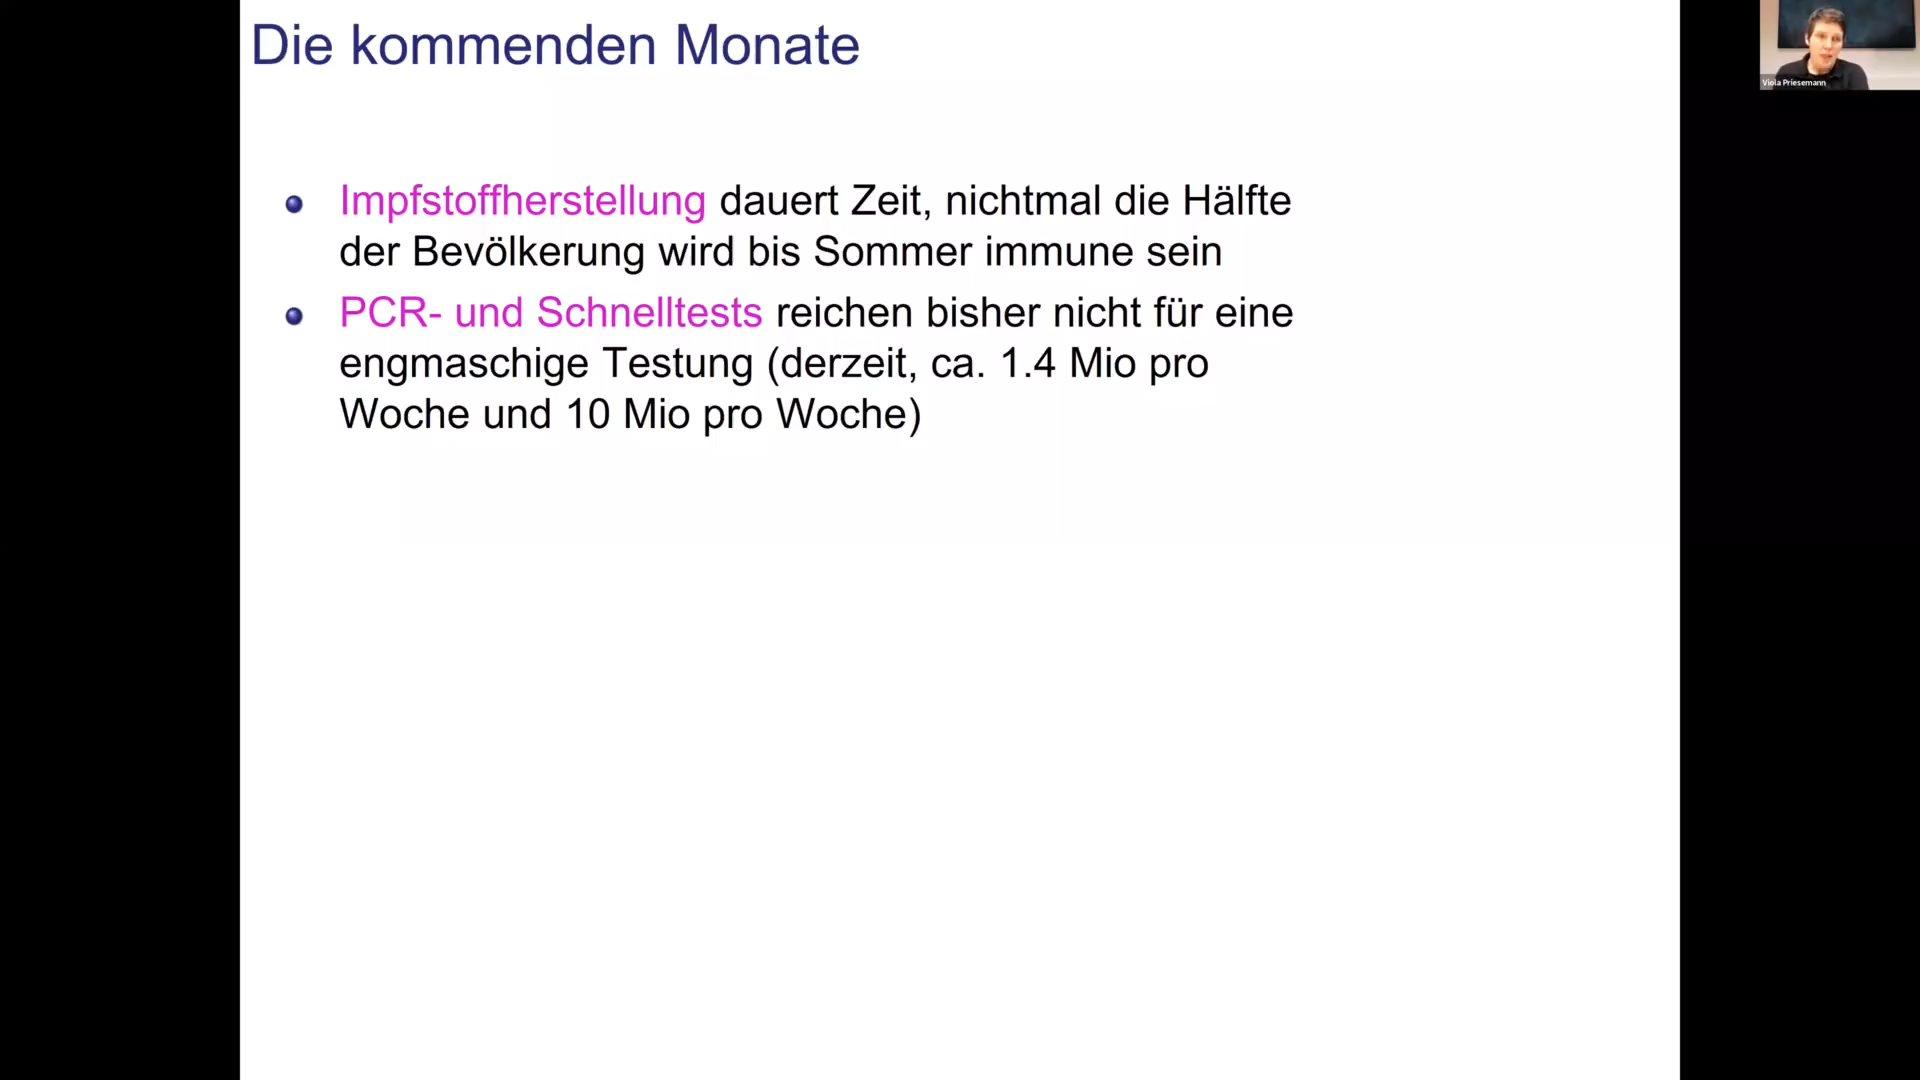 Die kommenden Monate
Viola Priesemann
Impfstoffherstellung dauert Zeit, nichtmal die Hälfte
der Bevölkerung wird bis Sommer immune sein
PCR- und Schnelltests reichen bisher nicht für eine
engmaschige Testung (derzeit, ca. 1.4 Mio pro
Woche und 10 Mio pro Woche)